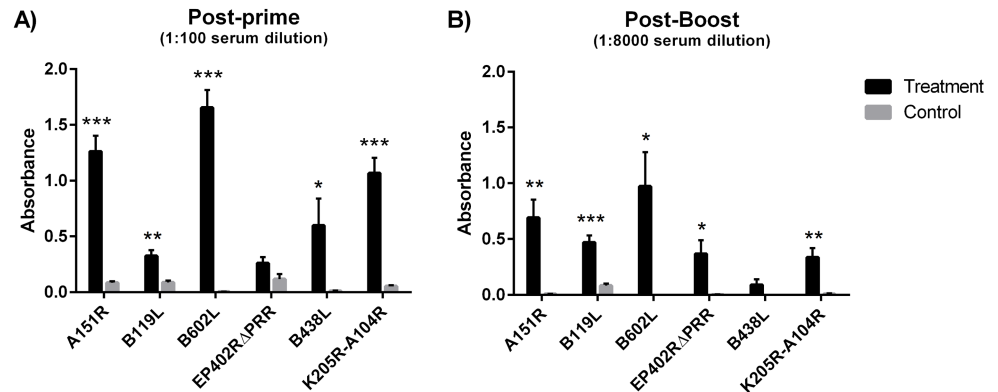 A)
Post-prime
(1:100 serum dilution)
Absorbance
2.0
1.5
1.0
0.5
0.0
***
**
***
*
***
A151R
B119L
B602L
EP402RΔPRR
B438L
K205R-A104R
B)
Post-Boost
(1:8000 serum dilution)
Absorbance
2.0
1.5
1.0
0.5
0.0
**
***
*
*
**
A151R
B119L
B602L
EP402RΔPRR
B438L
K205R-A104R
Treatment
Control